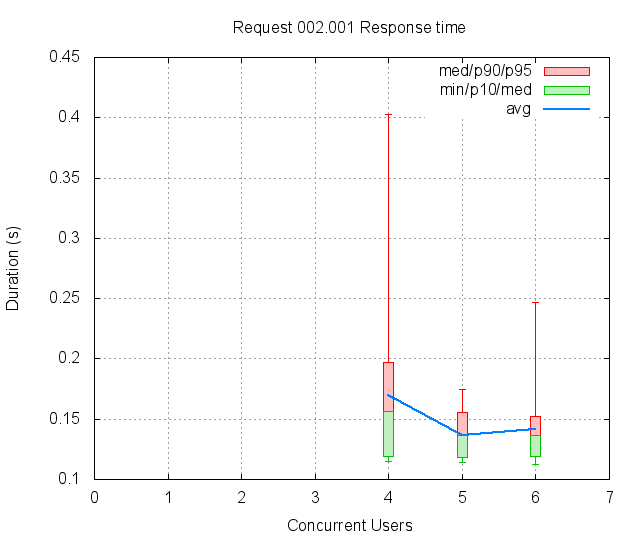 Request 002.001 Response time
0.45
0.4
0.35
0.3
0.25
0.2
0.15
0.1
Duration (s)
med/p90/p95
min/p10/med
avg
0 1 2 3 4 5 6 7
Concurrent Users